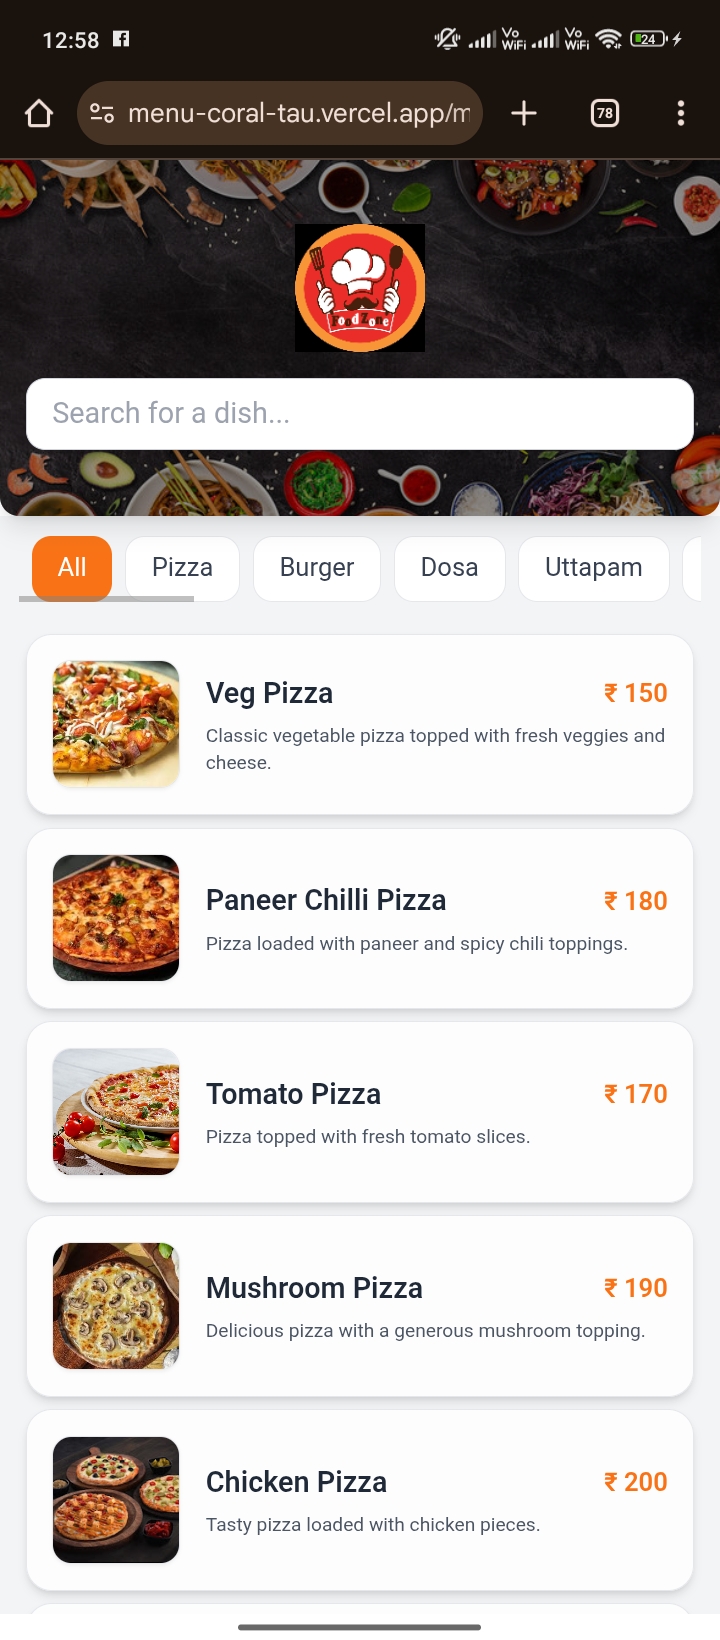 12:58
Vo WiFi
Vo WiFi
24
menu-coral-tau.vercel.app/m
78
Food Zone
Search for a dish...
All
Pizza
Burger
Dosa
Uttapam
Veg Pizza
₹ 150
Classic vegetable pizza topped with fresh veggies and
cheese.
Paneer Chilli Pizza
₹ 180
Pizza loaded with paneer and spicy chili toppings.
Tomato Pizza
₹ 170
Pizza topped with fresh tomato slices.
Mushroom Pizza
₹ 190
Delicious pizza with a generous mushroom topping.
Chicken Pizza
₹ 200
Tasty pizza loaded with chicken pieces.